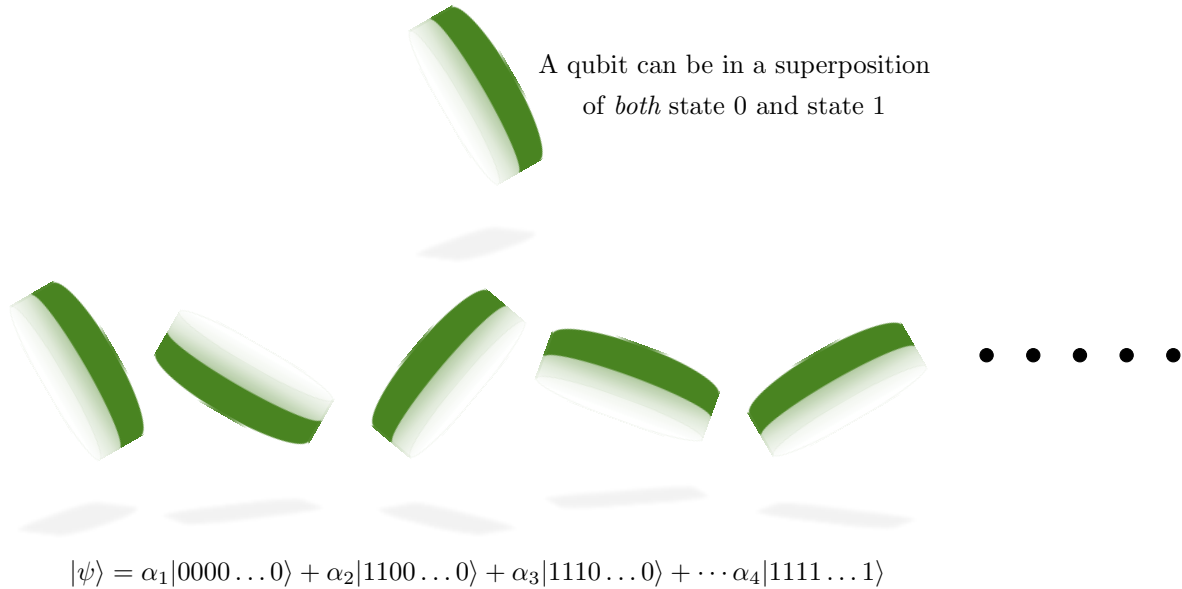 A qubit can be in a superposition
of both state 0 and state 1
|ψ⟩ = α₁|0000 … 0⟩ + α₂|1100 … 0⟩ + α₃|1110 … 0⟩ + ⋯ α₄|1111 … 1⟩